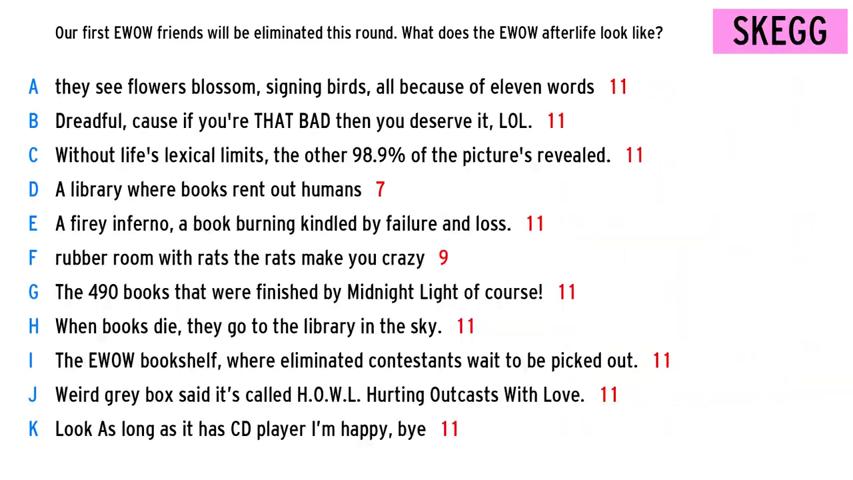 Our first EWOW friends will be eliminated this round. What does the EWOW afterlife look like?
SKEGG
A they see flowers blossom, signing birds, all because of eleven words 11
B Dreadful, cause if you're THAT BAD then you deserve it, LOL. 11
C Without life's lexical limits, the other 98.9% of the picture's revealed. 11
D A library where books rent out humans 7
E A firey inferno, a book burning kindled by failure and loss. 11
F rubber room with rats the rats make you crazy 9
G The 490 books that were finished by Midnight Light of course! 11
H When books die, they go to the library in the sky. 11
I The EWOW bookshelf, where eliminated contestants wait to be picked out. 11
J Weird grey box said it’s called H.O.W.L. Hurting Outcasts With Love. 11
K Look As long as it has CD player I’m happy, bye 11